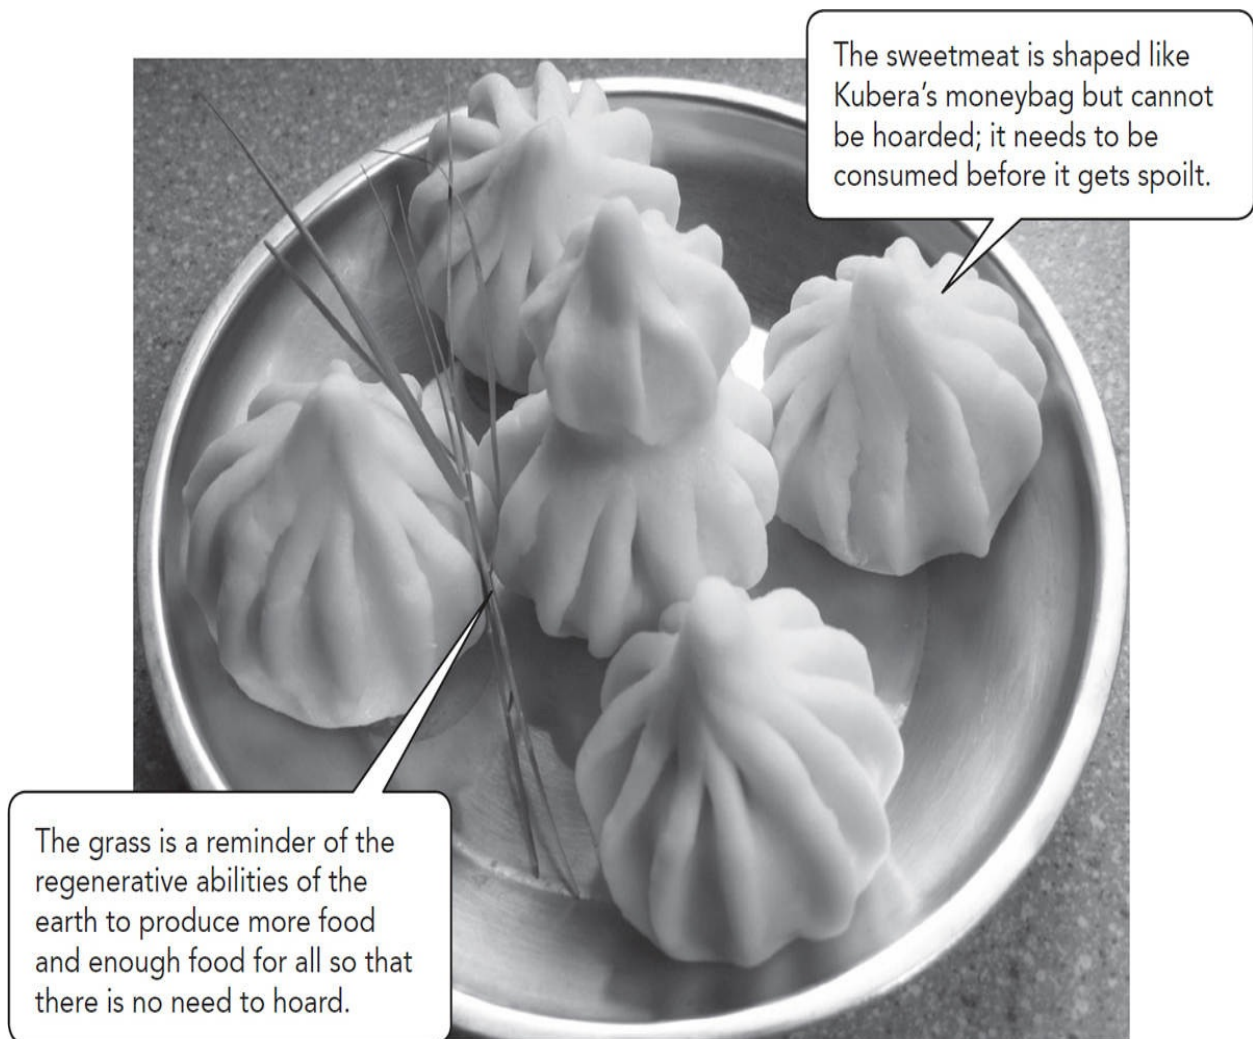 The sweetmeat is shaped like
Kubera’s moneybag but cannot
be hoarded; it needs to be
consumed before it gets spoilt.
The grass is a reminder of the
regenerative abilities of the
earth to produce more food
and enough food for all so that
there is no need to hoard.